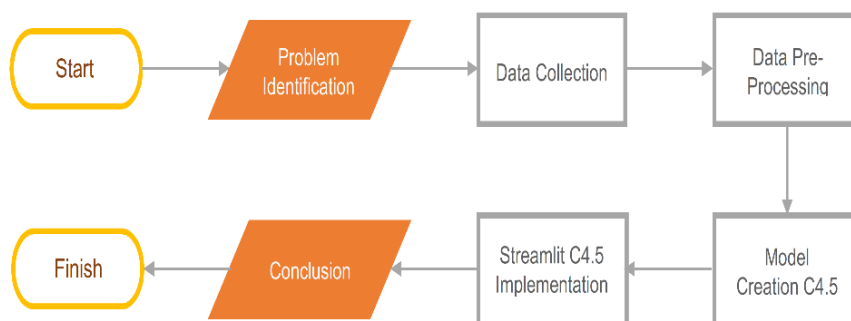 Start
Problem
Identification
Data Collection
Data Pre-
Processing
Finish
Conclusion
Streamlit C4.5
Implementation
Model
Creation C4.5